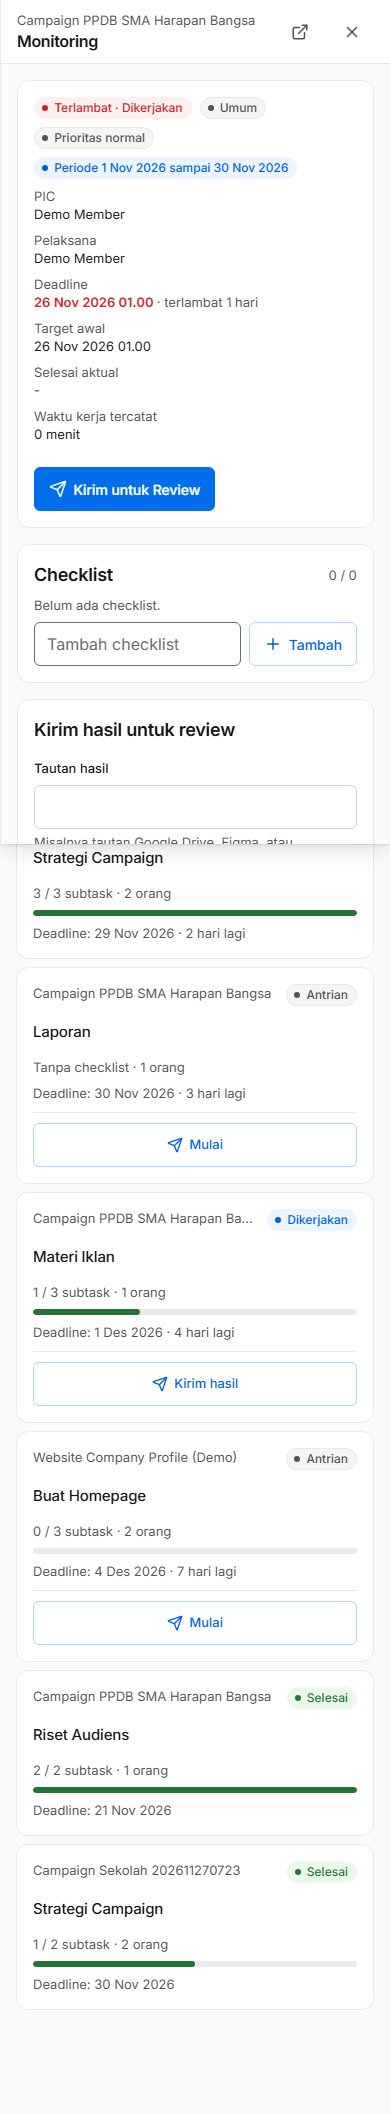 Campaign PPDB SMA Harapan Bangsa
Monitoring
Terlambat · Dikerjakan
Umum
Prioritas normal
Periode 1 Nov 2026 sampai 30 Nov 2026
PIC
Demo Member
Pelaksana
Demo Member
Deadline
26 Nov 2026 01.00 · terlambat 1 hari
Target awal
26 Nov 2026 01.00
Selesai aktual
-
Waktu kerja tercatat
0 menit
Kirim untuk Review
Checklist
0 / 0
Belum ada checklist.
Tambah checklist
Tambah
Kirim hasil untuk review
Tautan hasil
Misalnya tautan Google Drive, Figma, atau
Strategi Campaign
3 / 3 subtask · 2 orang
Deadline: 29 Nov 2026 · 2 hari lagi
Campaign PPDB SMA Harapan Bangsa
Antrian
Laporan
Tanpa checklist · 1 orang
Deadline: 30 Nov 2026 · 3 hari lagi
Mulai
Campaign PPDB SMA Harapan Ba...
Dikerjakan
Materi Iklan
1 / 3 subtask · 1 orang
Deadline: 1 Des 2026 · 4 hari lagi
Kirim hasil
Website Company Profile (Demo)
Antrian
Buat Homepage
0 / 3 subtask · 2 orang
Deadline: 4 Des 2026 · 7 hari lagi
Mulai
Campaign PPDB SMA Harapan Bangsa
Selesai
Riset Audiens
2 / 2 subtask · 1 orang
Deadline: 21 Nov 2026
Campaign Sekolah 202611270723
Selesai
Strategi Campaign
1 / 2 subtask · 2 orang
Deadline: 30 Nov 2026